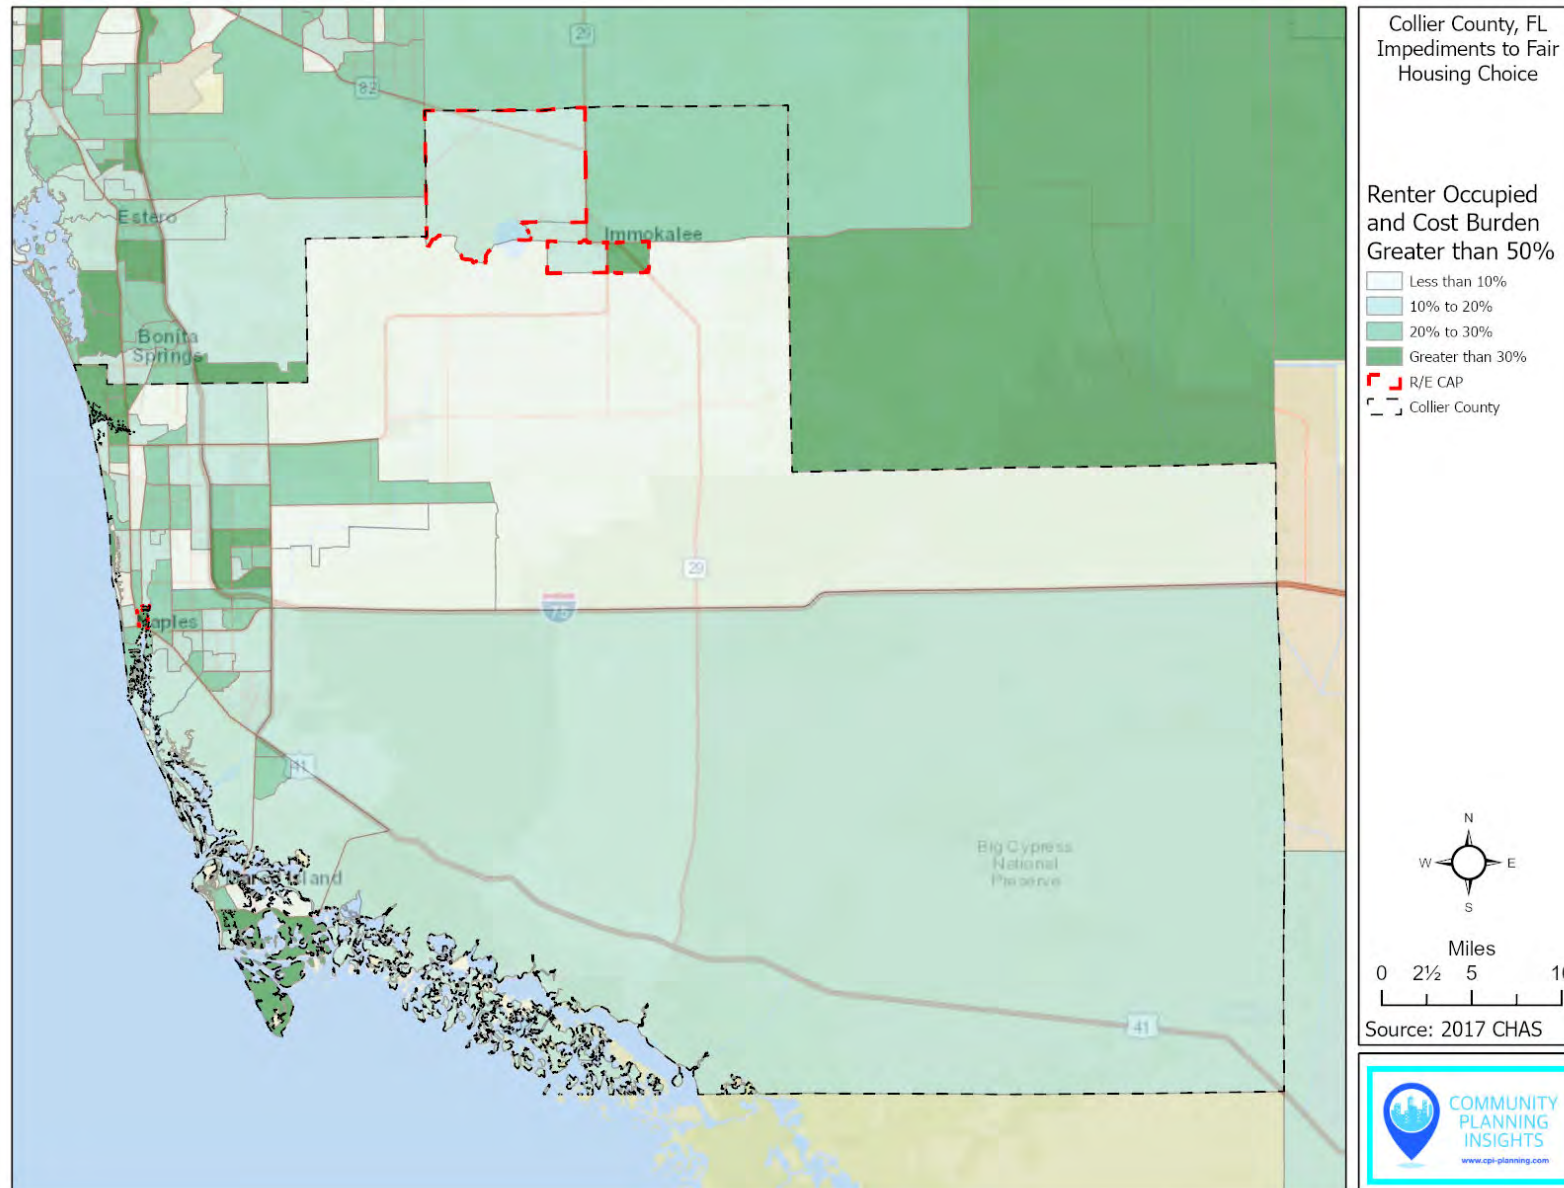 Collier County, FL
Impediments to Fair
Housing Choice
Renter Occupied
and Cost Burden
Greater than 50%
Less than 10%
10% to 20%
20% to 30%
Greater than 30%
R/E CAP
Collier County
N
W
E
S
Miles
0 2½ 5
Source: 2017 CHAS
COMMUNITY
PLANNING
INSIGHTS
www.cpi-planning.com
29
82
Estero
Immokalee
Bonita
Springs
29
75
Naples
41
Island
Big Cypress
National
Preserve
41